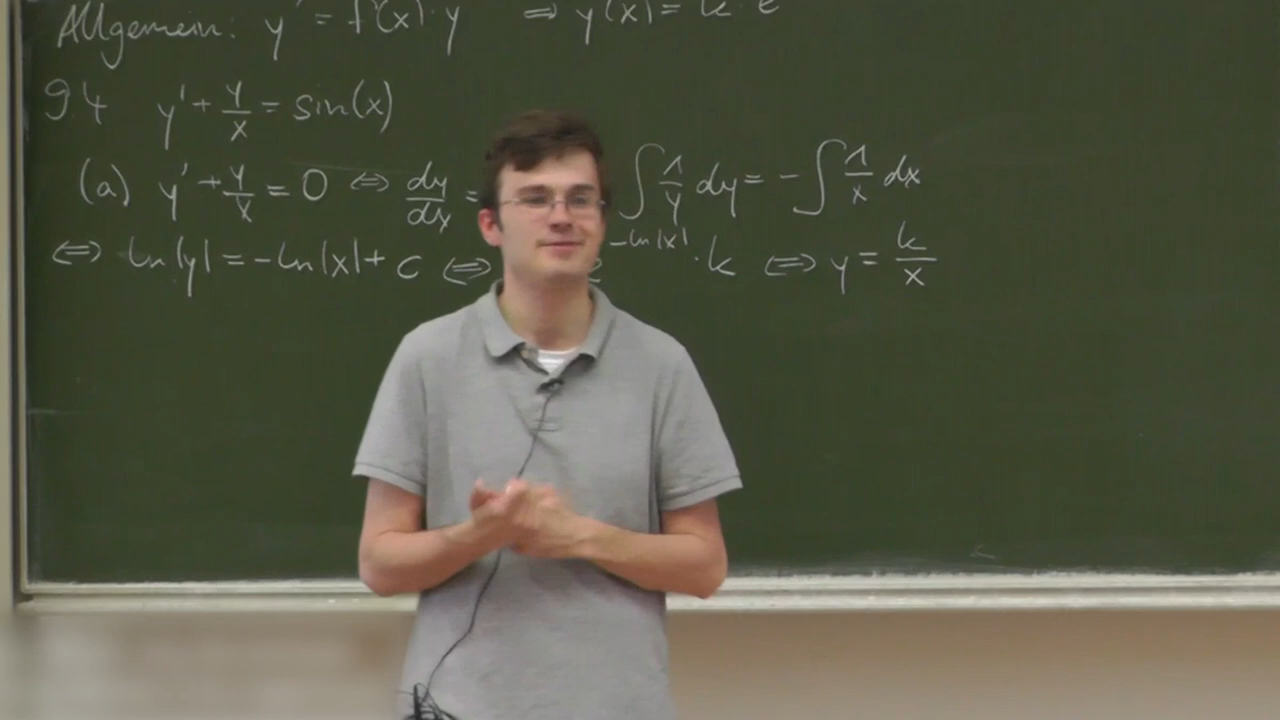 Allgemein: y' = f'(x)·y ⇒ y(x) = k · e
94 y' + y/x = sin(x)
(a) y' + y/x = 0 ⇔ dy/dx = ∫ 1/y dy = - ∫ 1/x dx
⇔ ln|y| = -ln|x| + c ⇔ -ln|x| · k ⇔ y = k/x